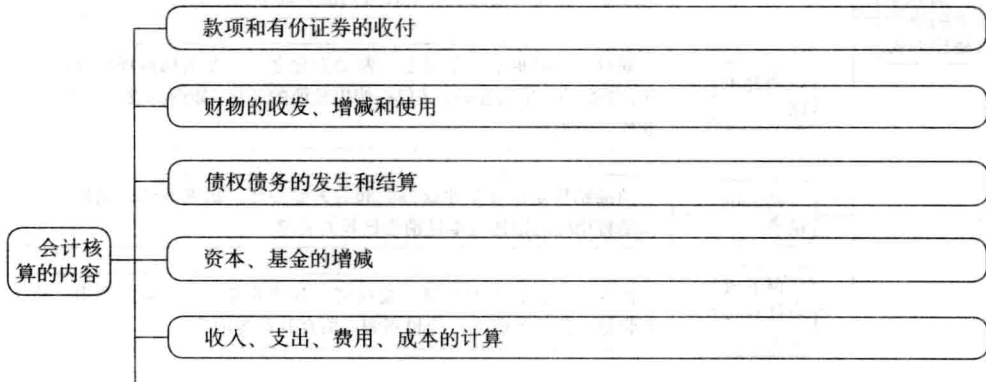 款项和有价证券的收付
财物的收发、增减和使用
债权债务的发生和结算
会计核
算的内容
资本、基金的增减
收入、支出、费用、成本的计算